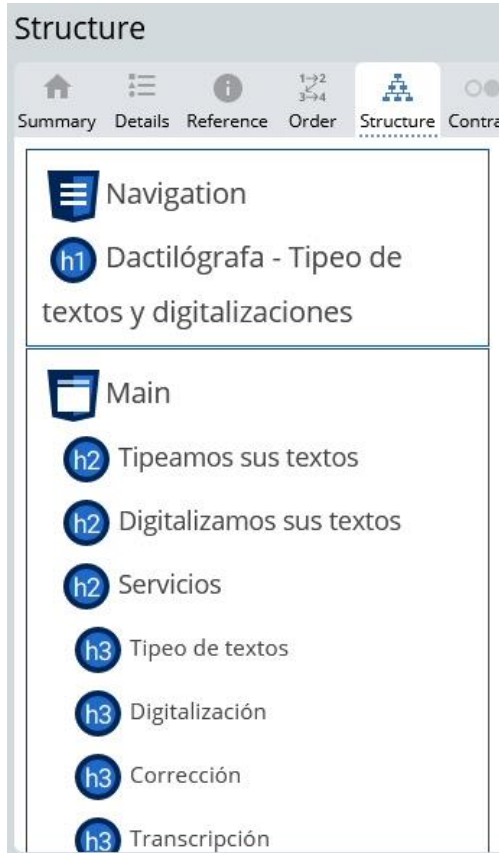 Structure
1→2
3→4
Summary Details Reference Order Structure Contra
Navigation
h1 Dactilógrafa - Tipeo de
textos y digitalizaciones
Main
h2 Tipeamos sus textos
h2 Digitalizamos sus textos
h2 Servicios
h3 Tipeo de textos
h3 Digitalización
h3 Corrección
h3 Transcripción